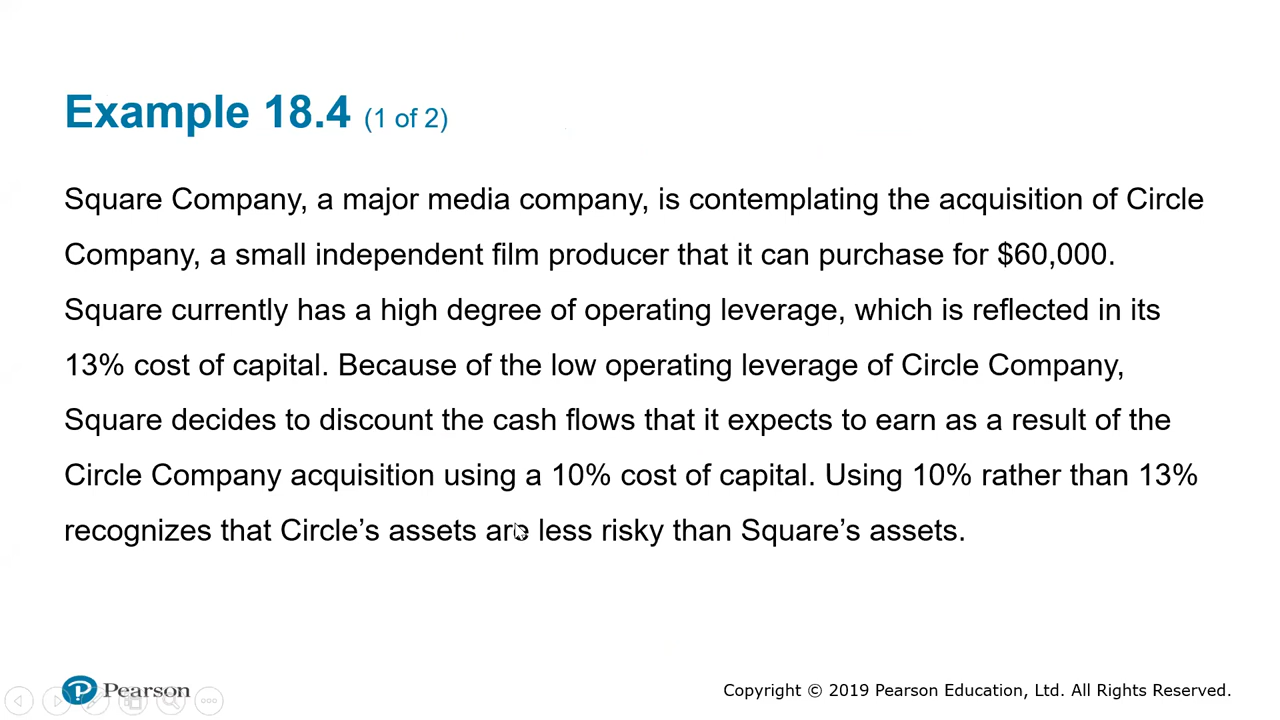 Example 18.4 (1 of 2)
Square Company, a major media company, is contemplating the acquisition of Circle
Company, a small independent film producer that it can purchase for $60,000.
Square currently has a high degree of operating leverage, which is reflected in its
13% cost of capital. Because of the low operating leverage of Circle Company,
Square decides to discount the cash flows that it expects to earn as a result of the
Circle Company acquisition using a 10% cost of capital. Using 10% rather than 13%
recognizes that Circle’s assets are less risky than Square’s assets.
Pearson
Copyright © 2019 Pearson Education, Ltd. All Rights Reserved.